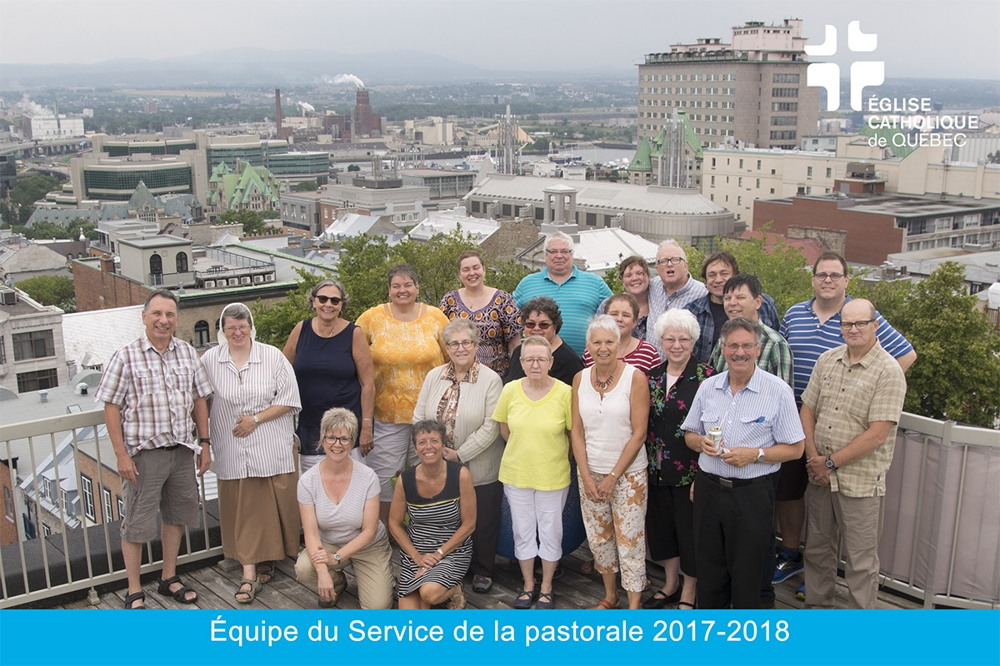 ÉGLISE
CATHOLIQUE
de QUÉBEC
Équipe du Service de la pastorale 2017-2018